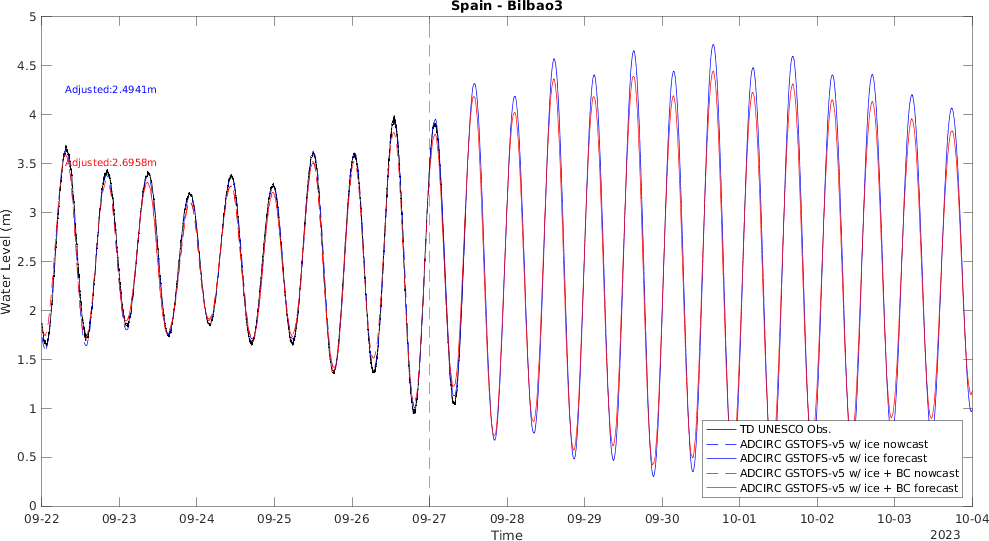 Spain - Bilbao3
5
4.5
4
3.5
3
2.5
2
1.5
1
0.5
0
Water Level (m)
Adjusted:2.4941m
Adjusted:2.6958m
TD UNESCO Obs.
ADCIRC GSTOFS-v5 w/ ice nowcast
ADCIRC GSTOFS-v5 w/ ice forecast
ADCIRC GSTOFS-v5 w/ ice + BC nowcast
ADCIRC GSTOFS-v5 w/ ice + BC forecast
09-22 09-23 09-24 09-25 09-26 09-27 09-28 09-29 09-30 10-01 10-02 10-03 10-04
Time
2023